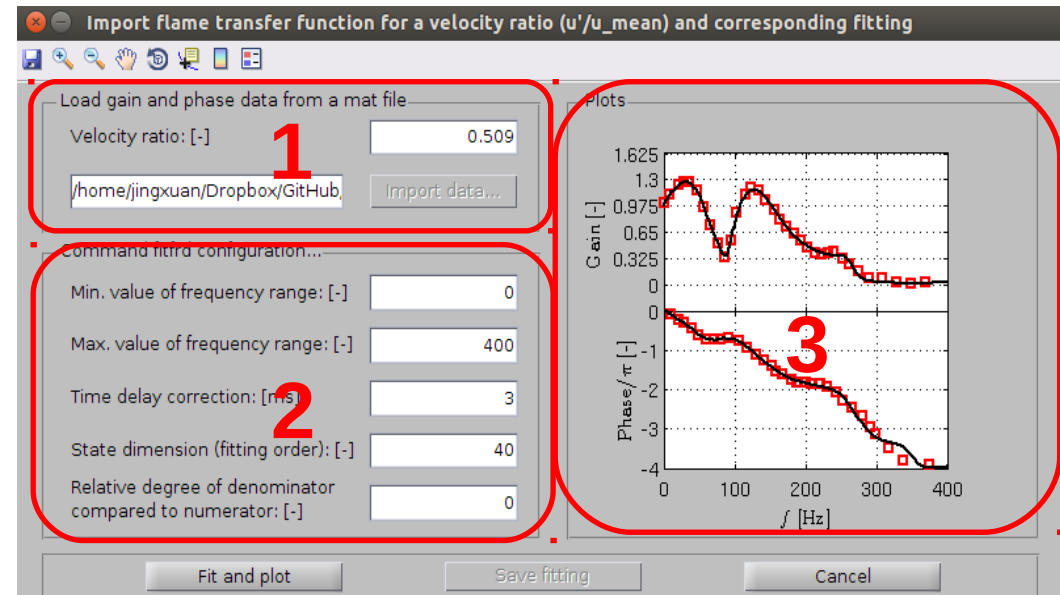 Import flame transfer function for a velocity ratio (u'/u_mean) and corresponding fitting
Load gain and phase data from a mat file
Velocity ratio: [-]
0.509
/home/jingxuan/Dropbox/GitHub,
Import data...
1
Command fitfrd configuration...
Min. value of frequency range: [-]
0
Max. value of frequency range: [-]
400
Time delay correction: [ms]
3
State dimension (fitting order): [-]
40
Relative degree of denominator
compared to numerator: [-]
0
2
Plots
1.625
1.3
0.975
0.65
0.325
0
Gain [-]
0
-1
-2
-3
-4
Phase/π [-]
0 100 200 300 400
f [Hz]
3
Fit and plot
Save fitting
Cancel